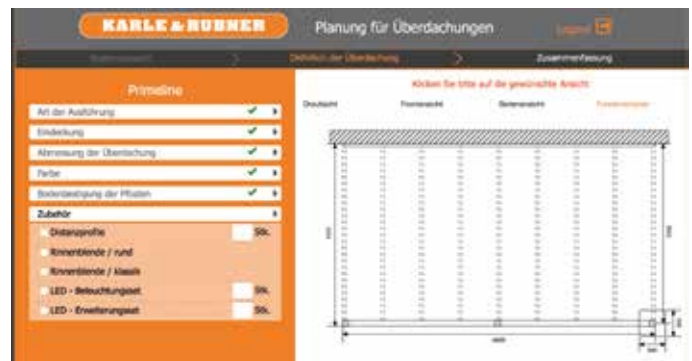 KARLE & RUBNER
Planung für Überdachungen
Logout
Definition der Überdachung
Zusammenfassung
Primeline
Klicken Sie bitte auf die gewünschte Ansicht
Draufsicht
Frontansicht
Seitenansicht
Art der Ausführung
Eindeckung
Abmessung der Überdachung
Farbe
Bodenbefestigung der Pfosten
Zubehör
Distanzprofile
Stk.
Rinnenblende / rund
Rinnenblende / klassik
LED - Beleuchtungsset
Stk.
LED - Erweiterungsset
Stk.